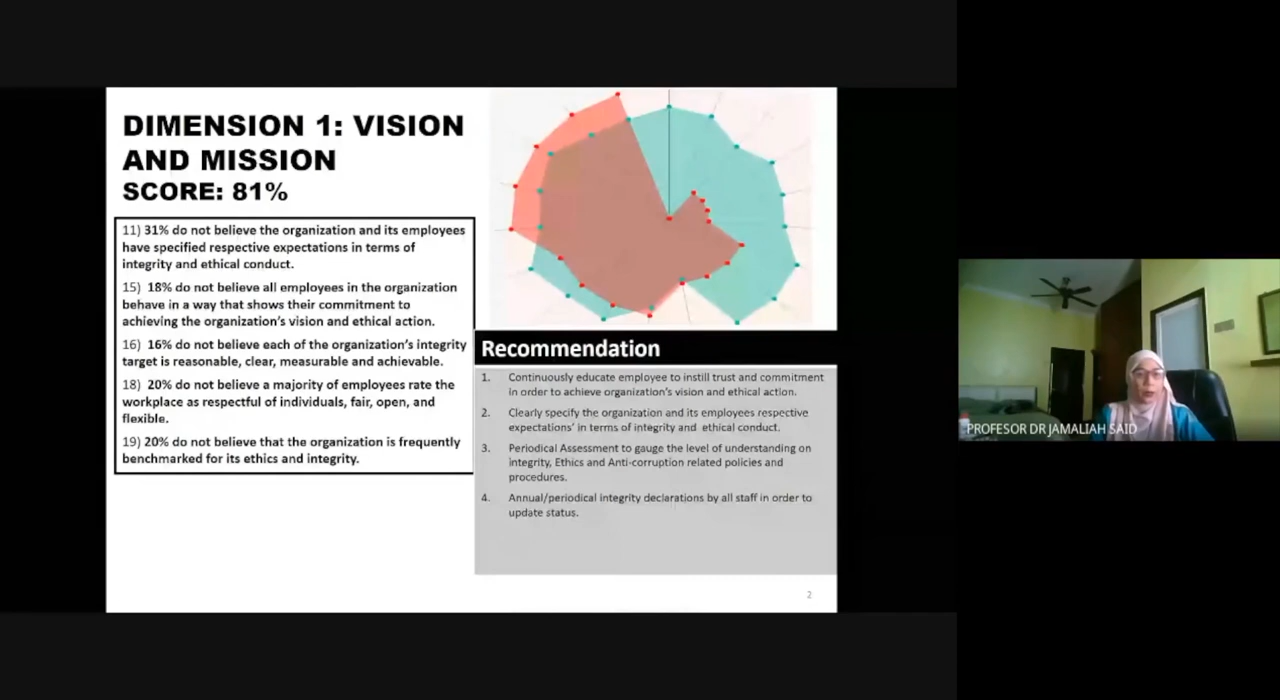 DIMENSION 1: VISION
AND MISSION
SCORE: 81%
11) 31% do not believe the organization and its employees
have specified respective expectations in terms of
integrity and ethical conduct.
15) 18% do not believe all employees in the organization
behave in a way that shows their commitment to
achieving the organization's vision and ethical action.
16) 16% do not believe each of the organization's integrity
target is reasonable, clear, measurable and achievable.
18) 20% do not believe a majority of employees rate the
workplace as respectful of individuals, fair, open, and
flexible.
19) 20% do not believe that the organization is frequently
benchmarked for its ethics and integrity.
Recommendation
1. Continuously educate employee to instill trust and commitment
in order to achieve organization's vision and ethical action.
2. Clearly specify the organization and its employees respective
expectations' in terms of integrity and ethical conduct.
3. Periodical Assessment to gauge the level of understanding on
integrity, Ethics and Anti-corruption related policies and
procedures.
4. Annual/periodical integrity declarations by all staff in order to
update status.
2
PROFESOR DR JAMALIAH SAID